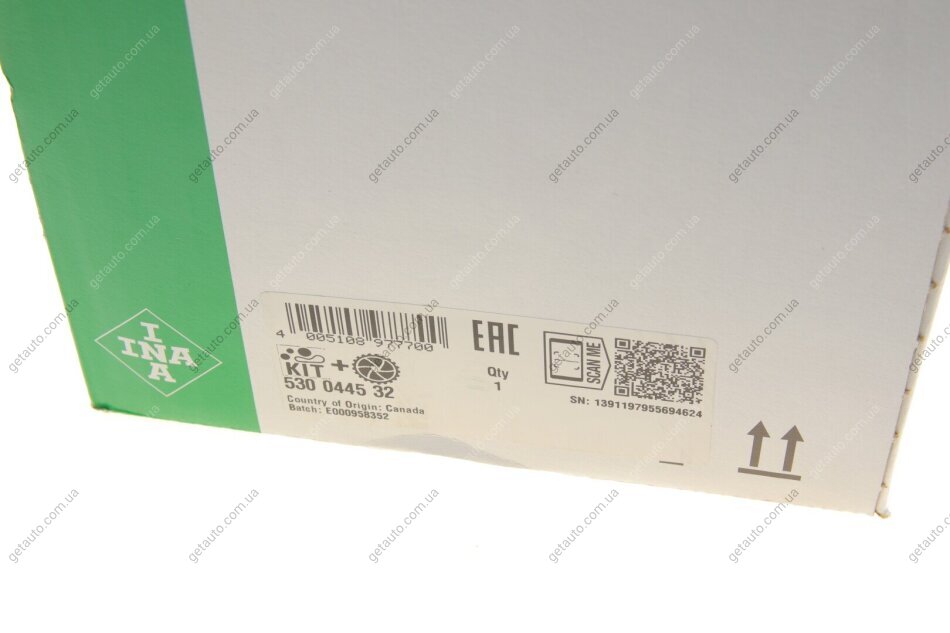 I
INA
A
4 005108 977700
EAC
KIT +
530 0445 32
Qty
1
SCAN ME
Country of Origin: Canada
Batch: E000958352
SN: 1391197955694624
getauto.com.ua